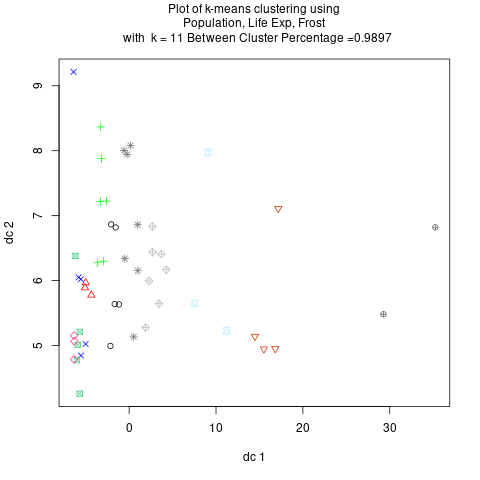 Plot of k-means clustering using
Population, Life Exp, Frost
with k = 11 Between Cluster Percentage =0.9897
9
8
7
6
5
dc 2
0
10
20
30
dc 1